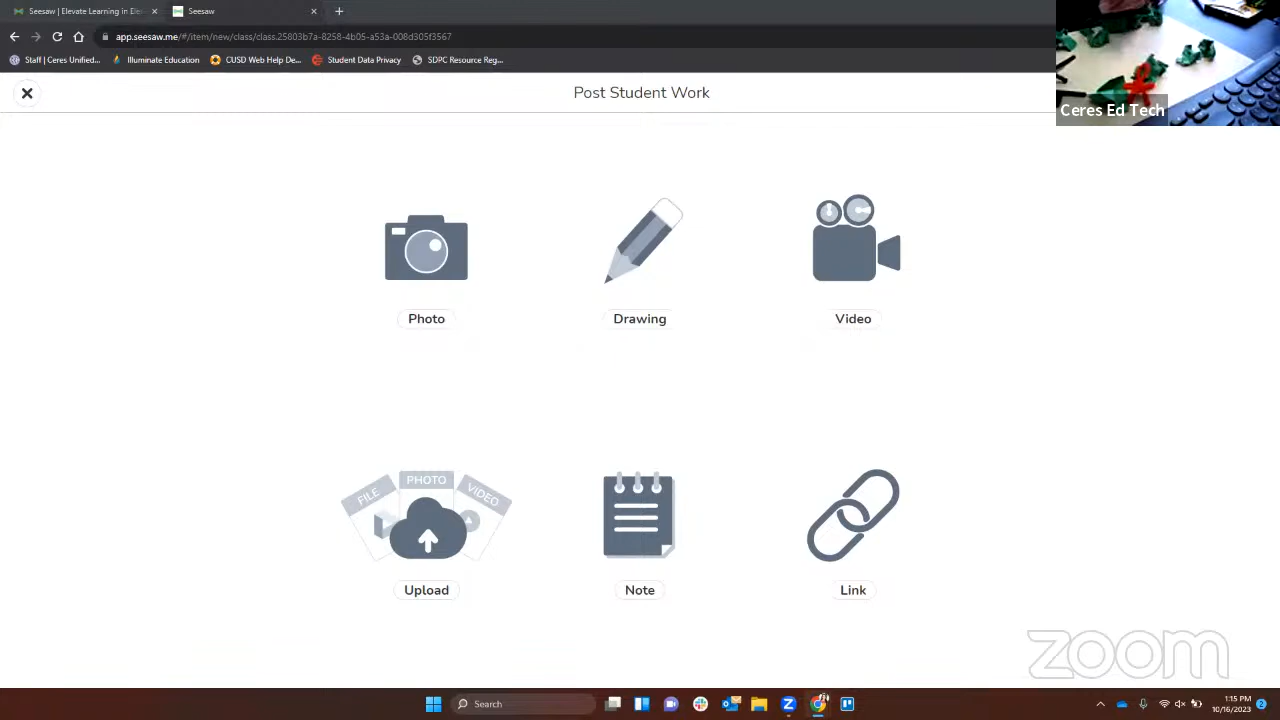 Seesaw | Elevate Learning in Ele
Seesaw
app.seesaw.me/#/item/new/class/class.25803b7a-8258-4b05-a53a-008d305f3567
Staff | Ceres Unified...
Illuminate Education
CUSD Web Help De...
Student Data Privacy
SDPC Resource Reg...
Post Student Work
Ceres Ed Tech
Photo
Drawing
Video
FILE
PHOTO
VIDEO
Upload
Note
Link
zoom
Search
1:15 PM
10/16/2023
2